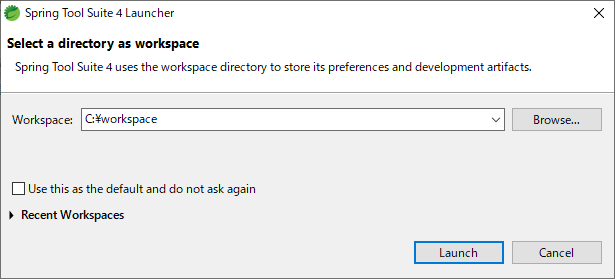 Spring Tool Suite 4 Launcher
Select a directory as workspace
Spring Tool Suite 4 uses the workspace directory to store its preferences and development artifacts.
Workspace: C:¥workspace Browse...
Use this as the default and do not ask again
Recent Workspaces
Launch Cancel